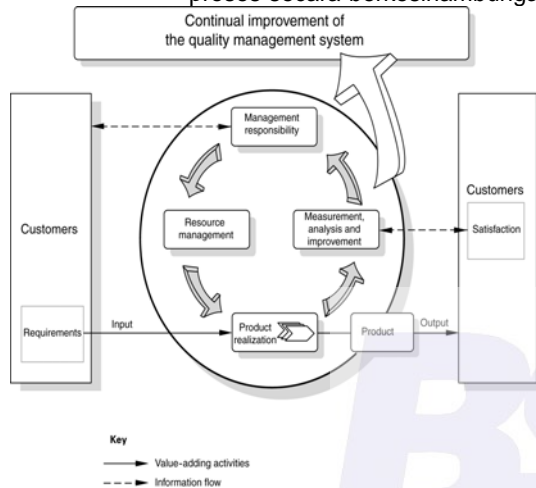 proses secara berkesinambunga
Continual improvement of
the quality management system
Management
responsibility
Customers
Resource
management
Measurement,
analysis and
improvement
Customers
Satisfaction
Requirements
Input
Product
realization
Product
Output
Key
Value-adding activities
Information flow